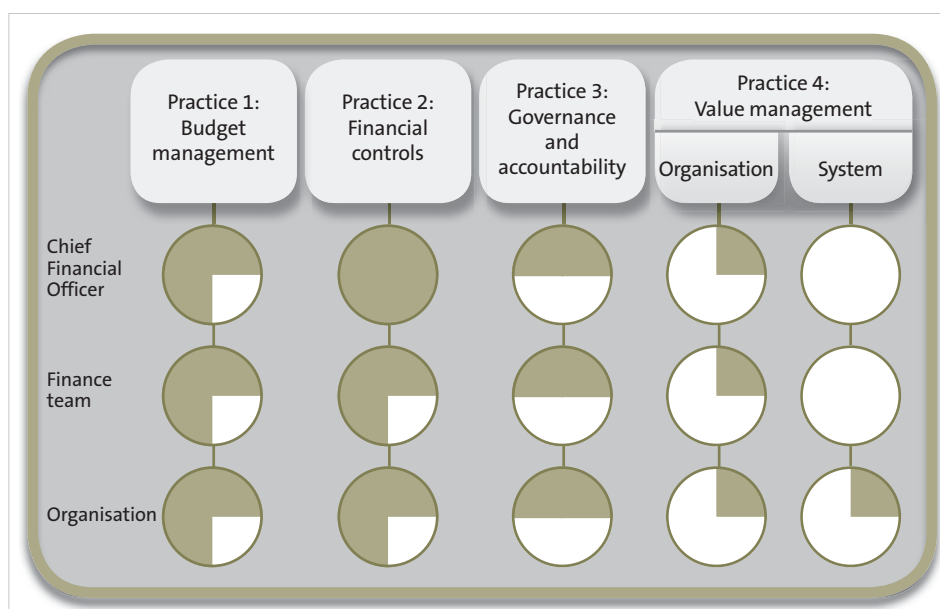 Practice 1:
Budget
management
Practice 2:
Financial
controls
Practice 3:
Governance
and
accountability
Practice 4:
Value management
Organisation
System
Chief
Financial
Officer
Finance
team
Organisation